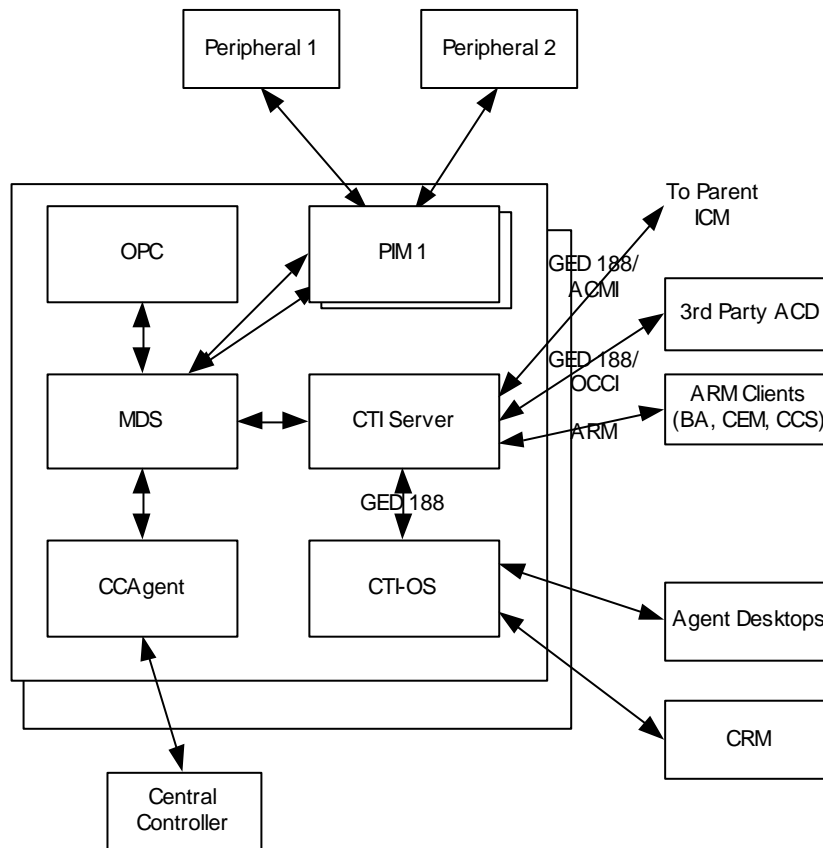 Peripheral 1
Peripheral 2
To Parent
ICM
OPC
PIM 1
GED 188/
ACMI
3rd Party ACD
GED 188/
OCCI
MDS
CTI Server
ARM Clients
(BA, CEM, CCS)
ARM
GED 188
CCAgent
CTI-OS
Agent Desktops
CRM
Central
Controller